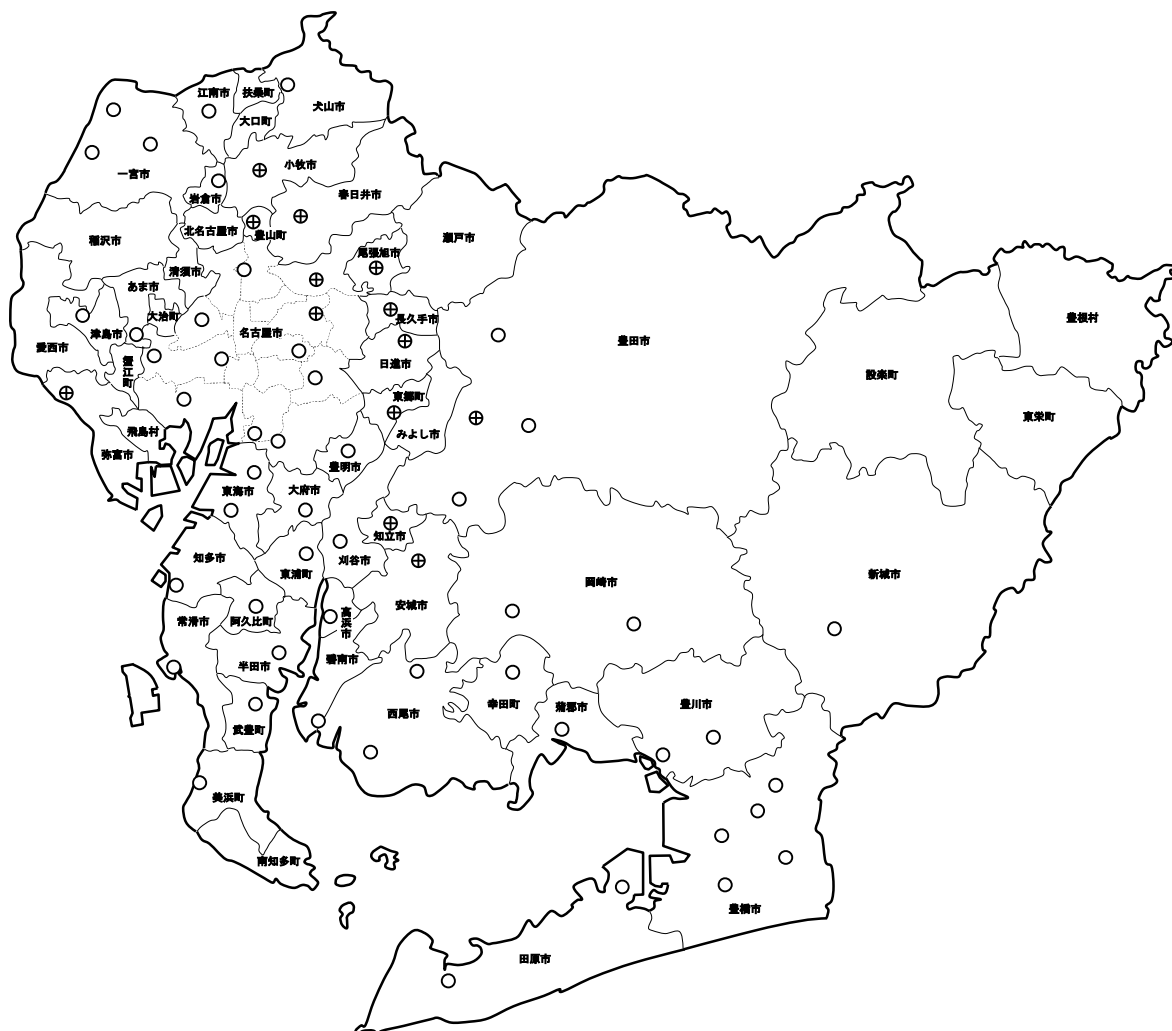 江南市
扶桑町
犬山市
大口町
小牧市
一宮市
岩倉市
春日井市
稲沢市
北名古屋市
豊山町
瀬戸市
尾張旭市
清須市
あま市
大治町
長久手市
豊根村
津島市
名古屋市
豊田市
愛西市
蟹江町
日進市
設楽町
東郷町
東栄町
飛島村
みよし市
弥富市
豊明市
東海市
大府市
知立市
知多市
刈谷市
東浦町
岡崎市
新城市
安城市
常滑市
阿久比町
高浜市
半田市
碧南市
幸田町
蒲郡市
豊川市
西尾市
武豊町
美浜町
南知多町
豊橋市
田原市